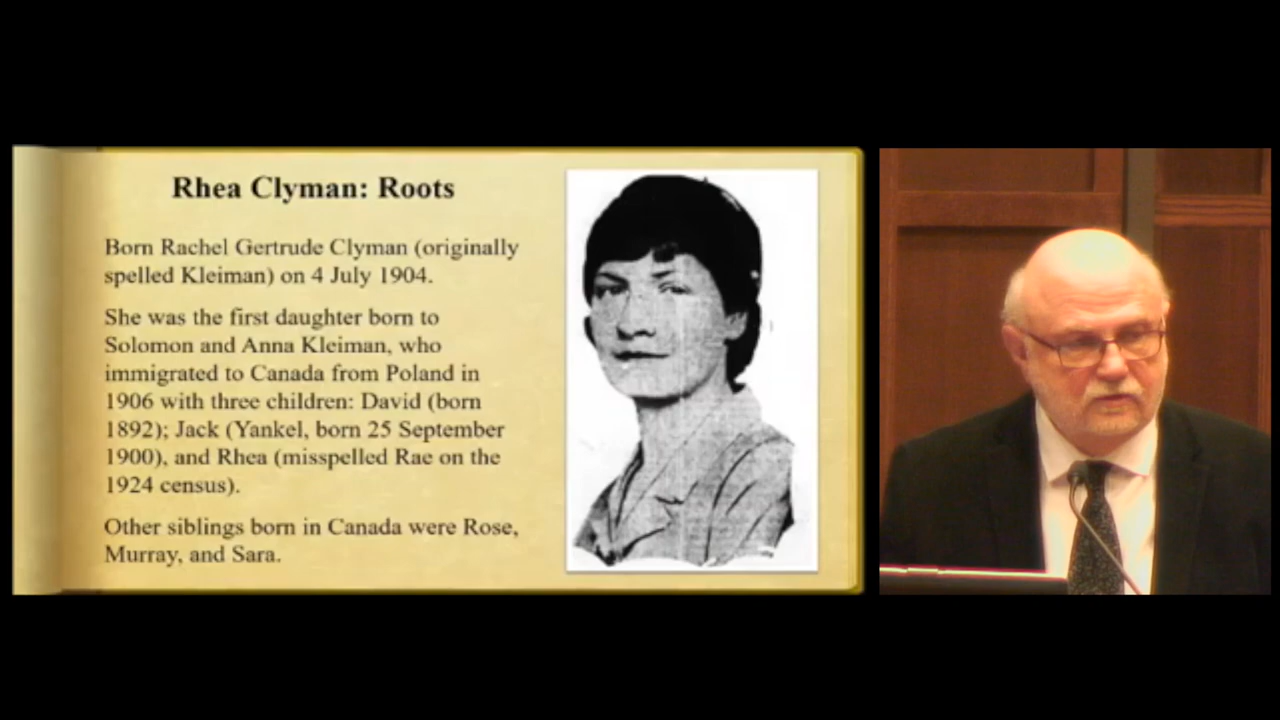 Rhea Clyman: Roots
Born Rachel Gertrude Clyman (originally
spelled Kleiman) on 4 July 1904.
She was the first daughter born to
Solomon and Anna Kleiman, who
immigrated to Canada from Poland in
1906 with three children: David (born
1892); Jack (Yankel, born 25 September
1900), and Rhea (misspelled Rae on the
1924 census).
Other siblings born in Canada were Rose,
Murray, and Sara.